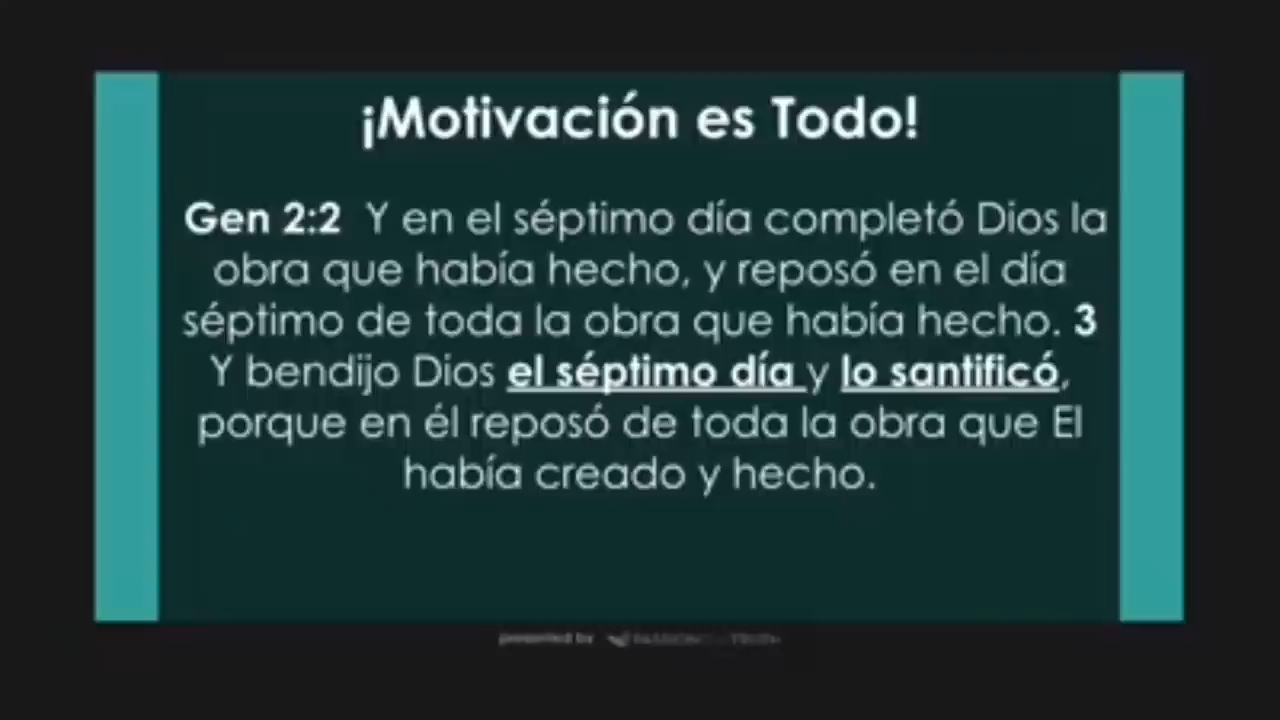 ¡Motivación es Todo!
Gen 2:2 Y en el séptimo día completó Dios la
obra que había hecho, y reposó en el día
séptimo de toda la obra que había hecho. 3
Y bendijo Dios el séptimo día y lo santificó,
porque en él reposó de toda la obra que El
había creado y hecho.
presented by